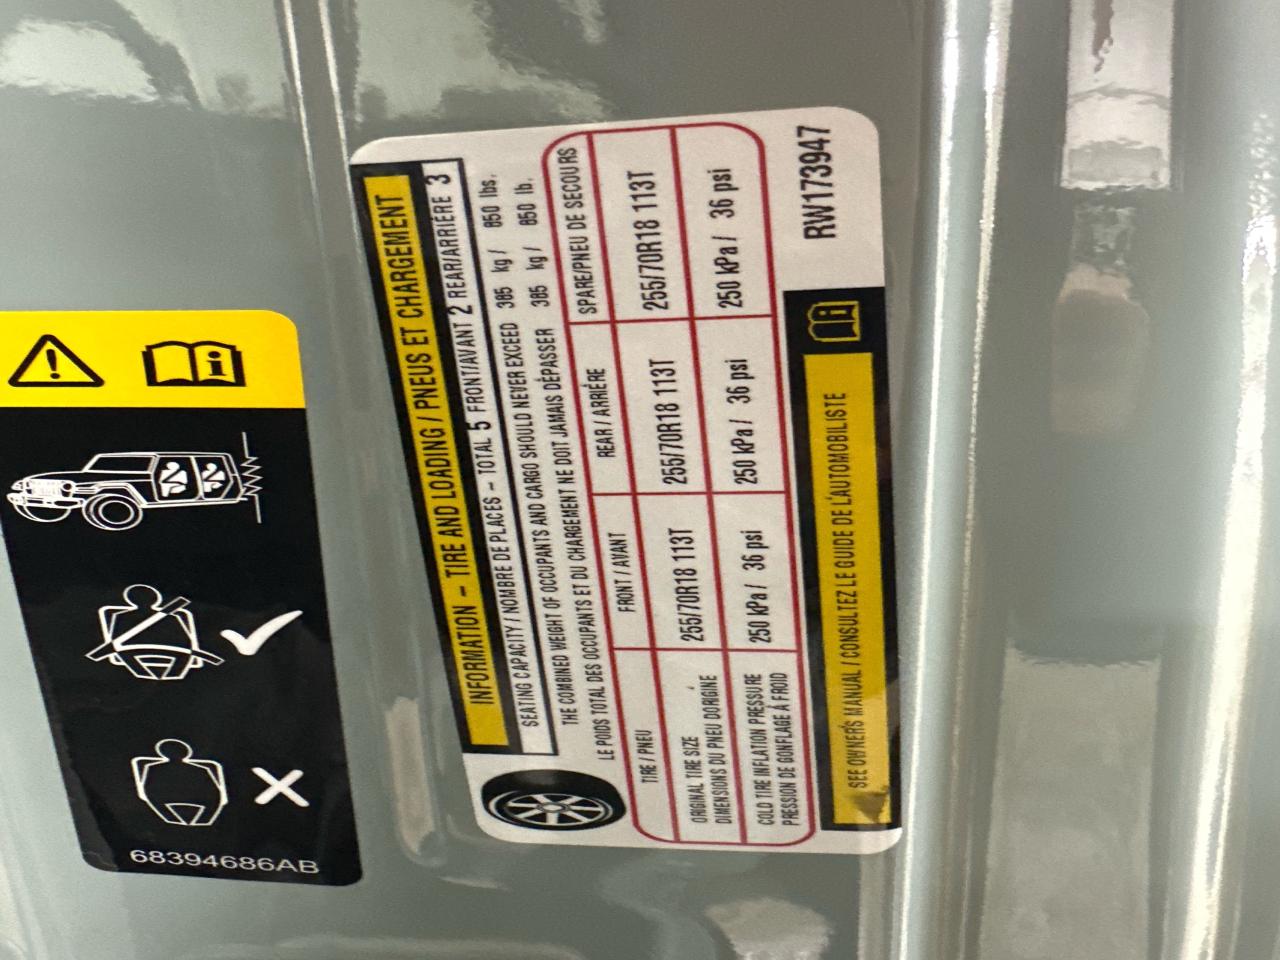 INFORMATION – TIRE AND LOADING / PNEUS ET CHARGEMENT
SEATING CAPACITY / NOMBRE DE PLACES – TOTAL 5 FRONT/AVANT 2 REAR/ARRIÈRE 3
THE COMBINED WEIGHT OF OCCUPANTS AND CARGO SHOULD NEVER EXCEED 385 kg / 850 lbs.
LE POIDS TOTAL DES OCCUPANTS ET DU CHARGEMENT NE DOIT JAMAIS DÉPASSER 385 kg / 850 lb.
TIRE / PNEU FRONT / AVANT REAR / ARRIÈRE SPARE/PNEU DE SECOURS
ORIGINAL TIRE SIZE
DIMENSIONS DU PNEU D'ORIGINE
255/70R18 113T 255/70R18 113T 255/70R18 113T
COLD TIRE INFLATION PRESSURE
PRESSION DE GONFLAGE À FROID
250 kPa / 36 psi 250 kPa / 36 psi 250 kPa / 36 psi
SEE OWNER'S MANUAL / CONSULTEZ LE GUIDE DE L'AUTOMOBILISTE
RW173947
68394686AB